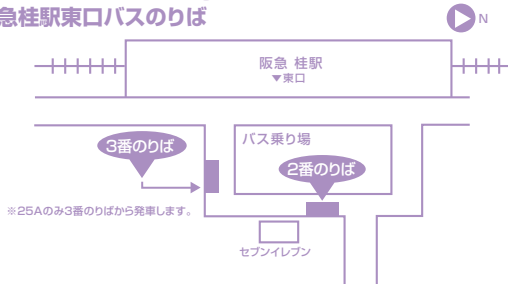 急桂駅東口バスのりば
N
阪急 桂駅
▼東口
3番のりば
バス乗り場
2番のりば
※25Aのみ3番のりばから発車します。
セブンイレブン